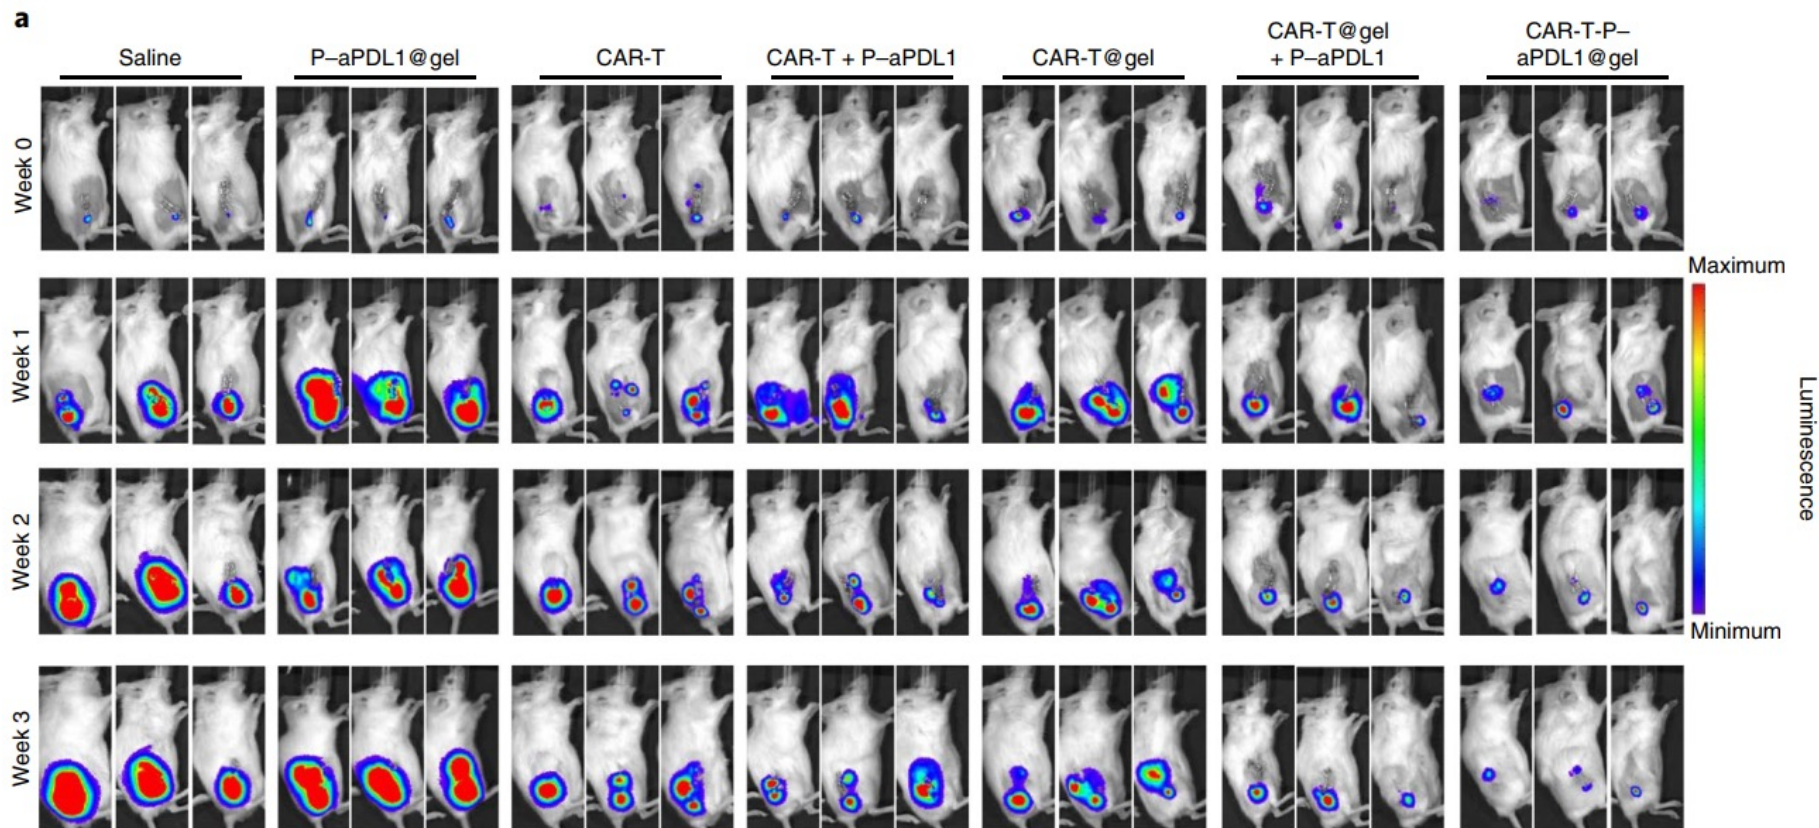 a
Saline
P–aPDL1@gel
CAR-T
CAR-T + P–aPDL1
CAR-T@gel
CAR-T@gel
+ P–aPDL1
CAR-T-P–
aPDL1@gel
Week 0
Week 1
Week 2
Week 3
Maximum
Luminescence
Minimum